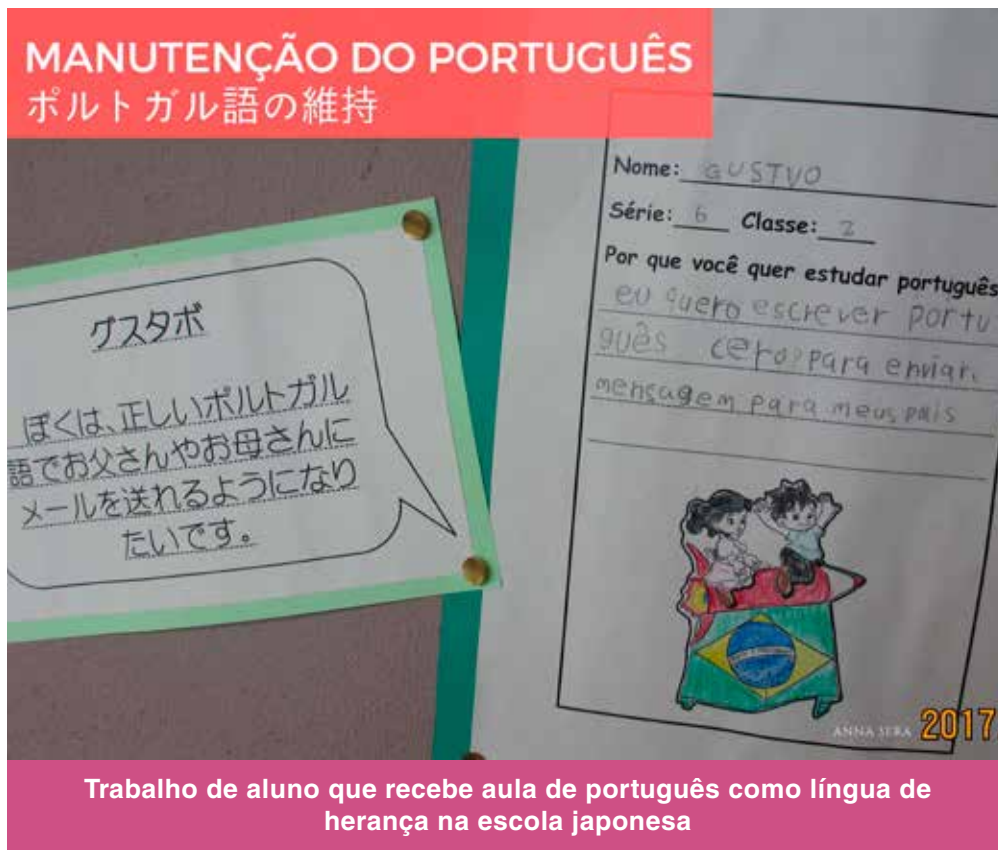 MANUTENÇÃO DO PORTUGUÊS
ポルトガル語の維持
グスタボ
ぼくは、正しいポルトガル
語でお父さんやお母さんに
メールを送れるようになり
たいです。
Nome: GUSTVO
Série: 6 Classe: 2
Por que você quer estudar português
eu quero escrever portu
guês cero para enviar
mensagem para meus pais
ANNA SERA 2017
Trabalho de aluno que recebe aula de português como língua de
herança na escola japonesa